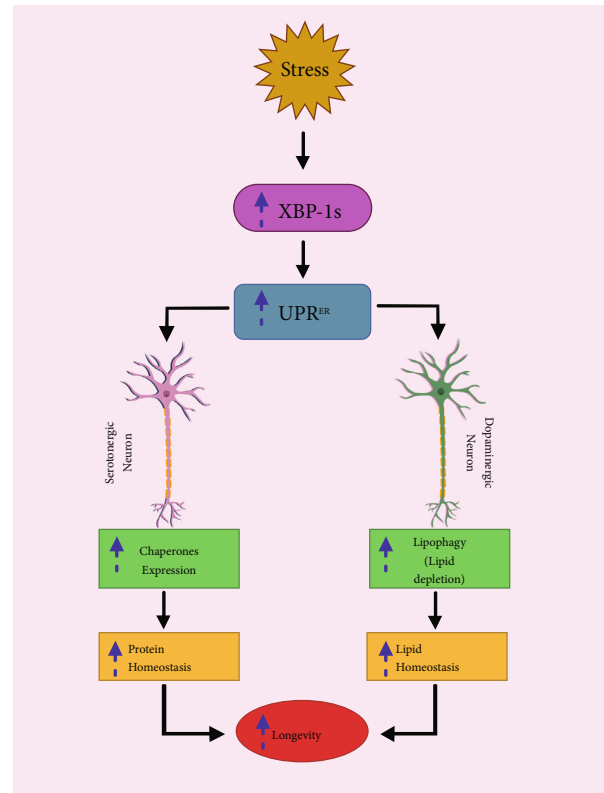 Stress
XBP-1s
UPRᴱᴿ
Serotonergic
Neuron
Dopaminergic
Neuron
Chaperones
Expression
Lipophagy
(Lipid
depletion)
Protein
Homeostasis
Lipid
Homeostasis
Longevity